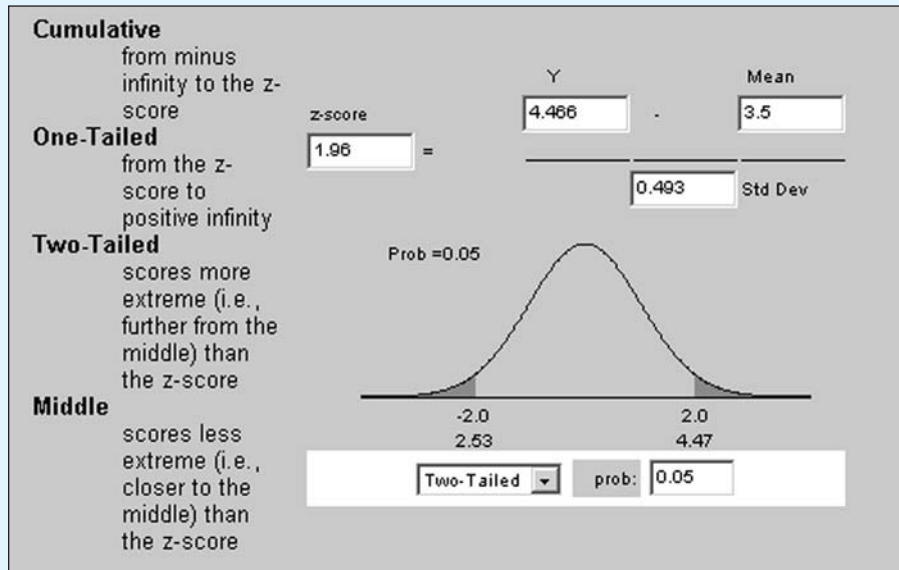 Cumulative
from minus
infinity to the z-
score
One-Tailed
from the z-
score to
positive infinity
Two-Tailed
scores more
extreme (i.e.,
further from the
middle) than
the z-score
Middle
scores less
extreme (i.e.,
closer to the
middle) than
the z-score
Y Mean
z-score 4.466 - 3.5
1.96 =
0.493 Std Dev
Prob =0.05
-2.0 2.0
2.53 4.47
Two-Tailed prob: 0.05